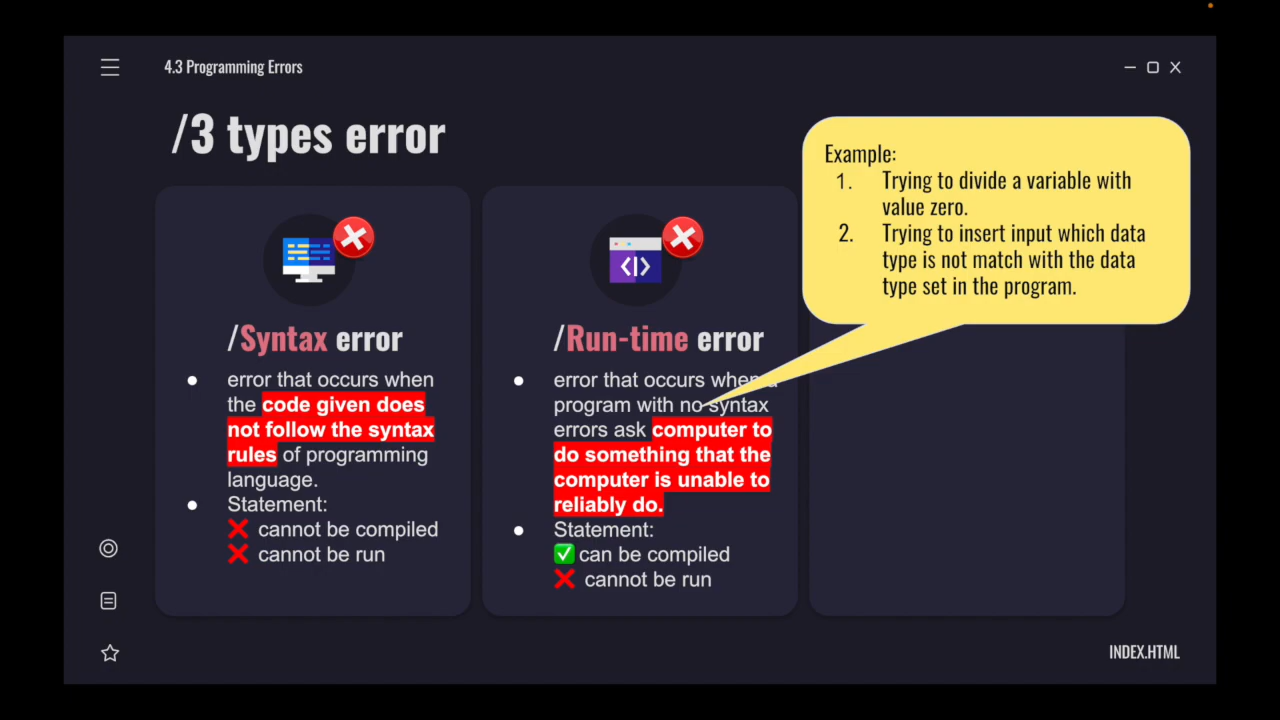 4.3 Programming Errors
/3 types error
Example:
1. Trying to divide a variable with
value zero.
2. Trying to insert input which data
type is not match with the data
type set in the program.
/Syntax error
● error that occurs when
the code given does
not follow the syntax
rules of programming
language.
● Statement:
❌ cannot be compiled
❌ cannot be run
/Run-time error
● error that occurs when a
program with no syntax
errors ask computer to
do something that the
computer is unable to
reliably do.
● Statement:
✅ can be compiled
❌ cannot be run
INDEX.HTML